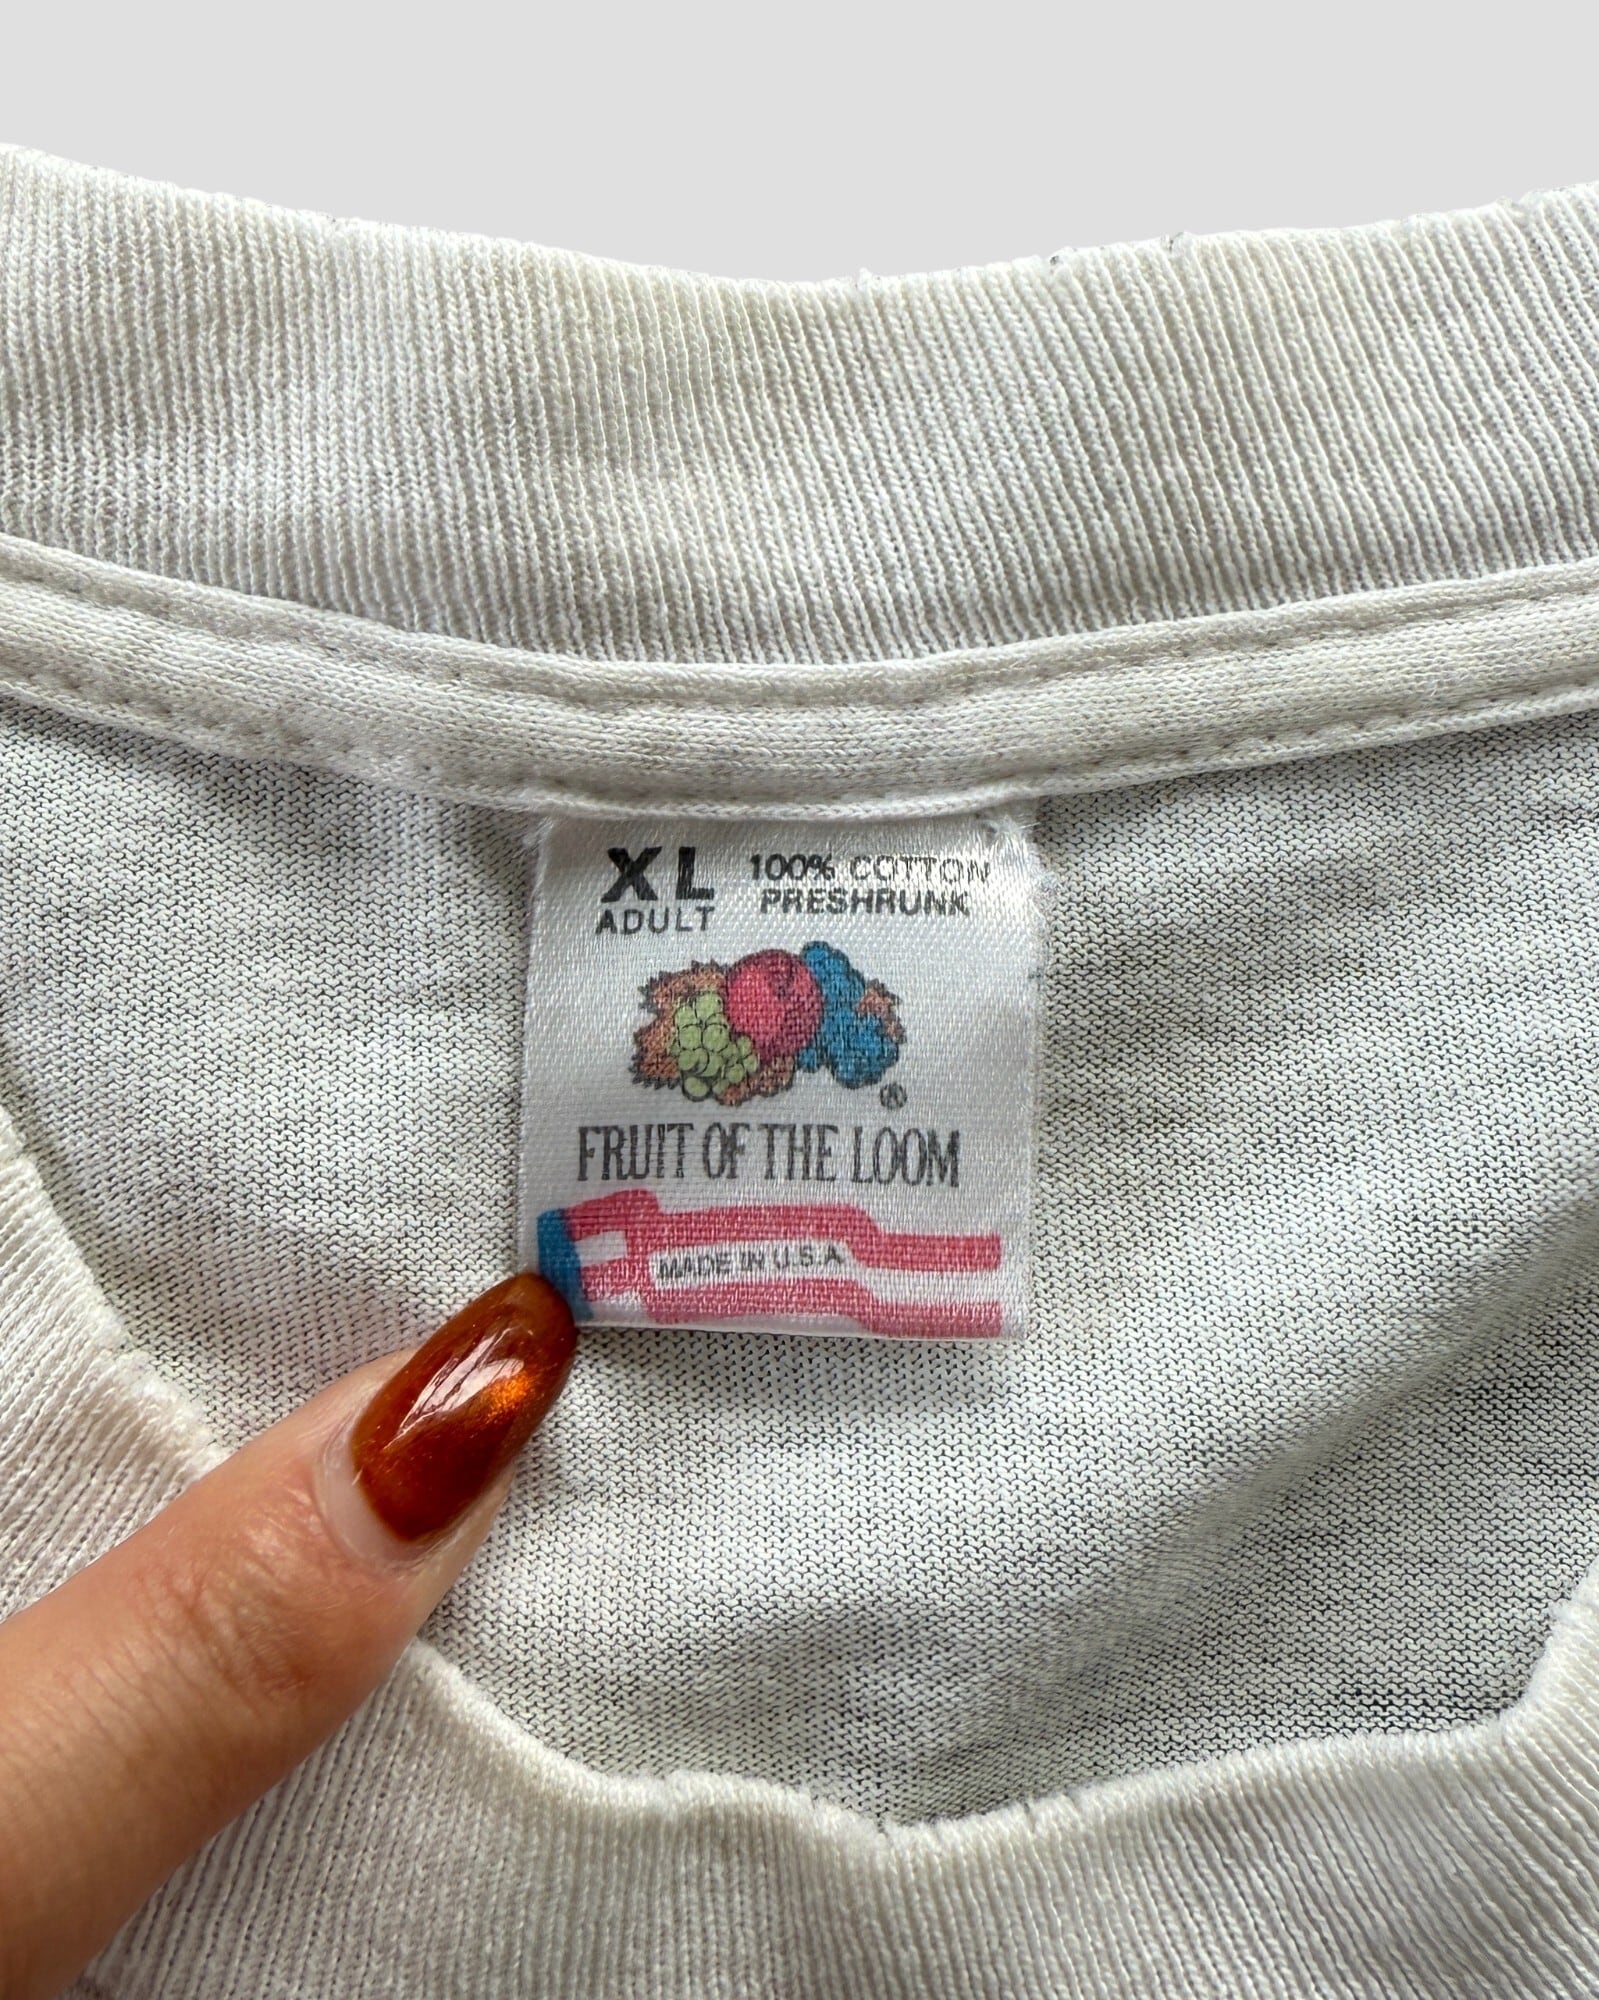 XL
ADULT
100% COTTON
PRESHRUNK
®
FRUIT OF THE LOOM
MADE IN U.S.A